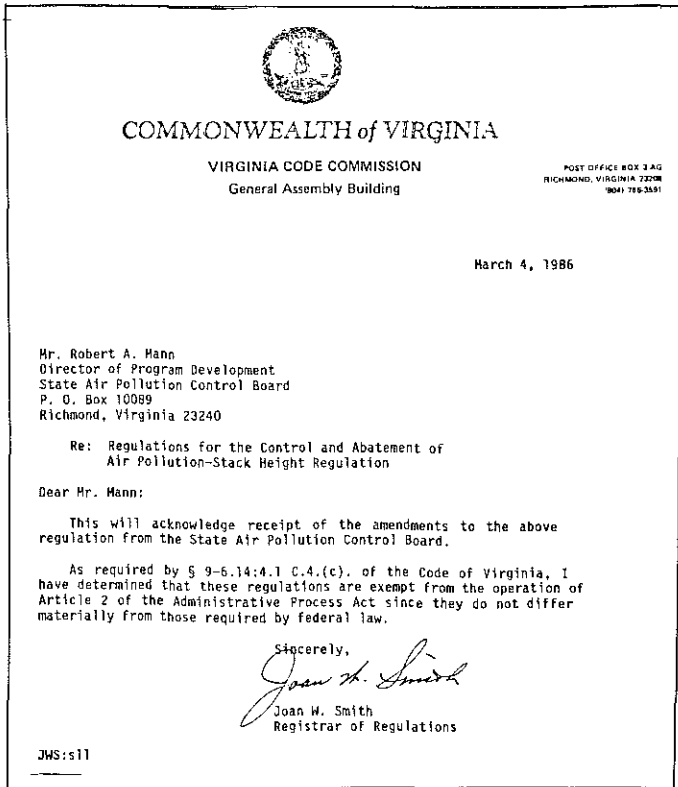 COMMONWEALTH of VIRGINIA
VIRGINIA CODE COMMISSION
General Assembly Building
POST OFFICE BOX 3 AG
RICHMOND, VIRGINIA 23208
(804) 786-3591
March 4, 1986
Mr. Robert A. Mann
Director of Program Development
State Air Pollution Control Board
P. O. Box 10089
Richmond, Virginia 23240
Re: Regulations for the Control and Abatement of
Air Pollution-Stack Height Regulation
Dear Mr. Mann:
This will acknowledge receipt of the amendments to the above
regulation from the State Air Pollution Control Board.
As required by § 9-6.14:4.1 C.4.(c). of the Code of Virginia, I
have determined that these regulations are exempt from the operation of
Article 2 of the Administrative Process Act since they do not differ
materially from those required by federal law.
Sincerely,
Joan W. Smith
Joan W. Smith
Registrar of Regulations
JWS:sll